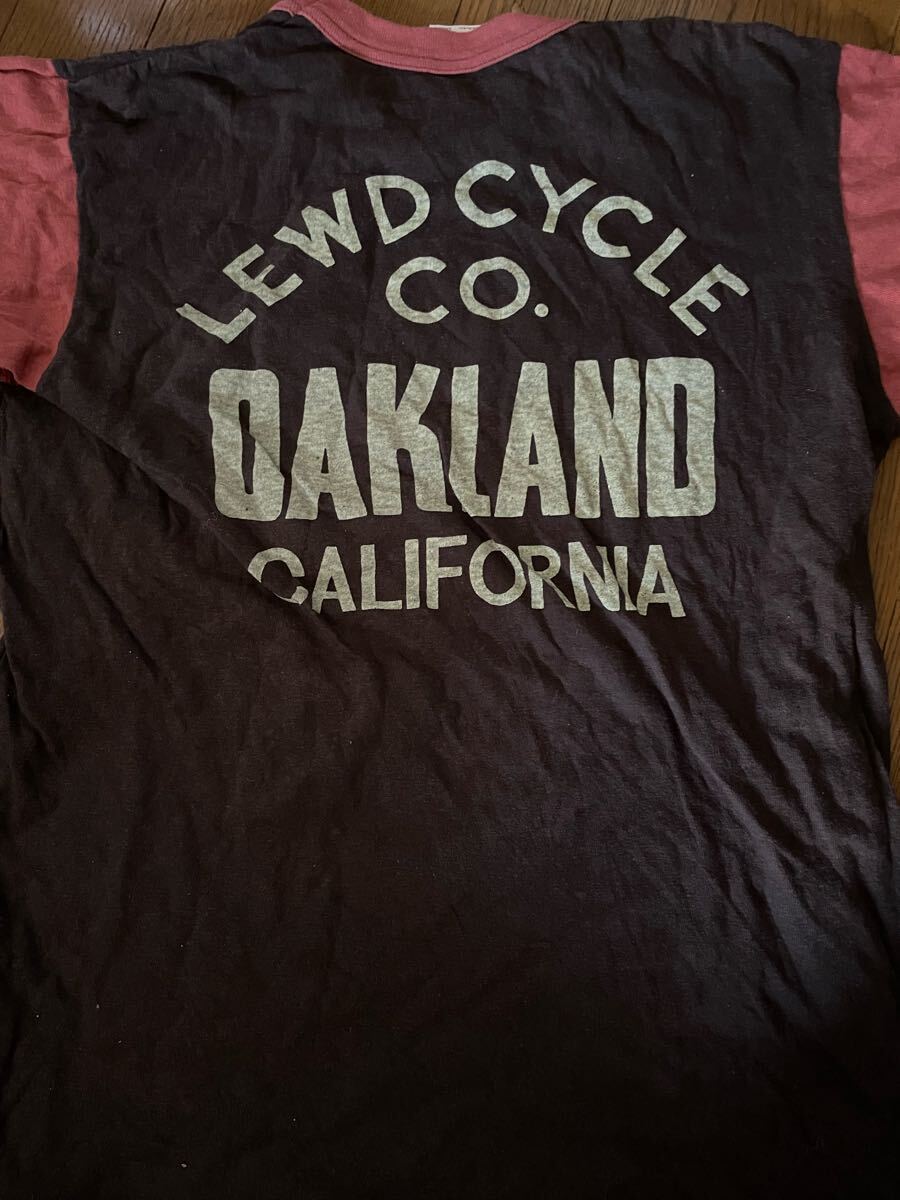 LEWD CYCLE
CO.
OAKLAND
CALIFORNIA